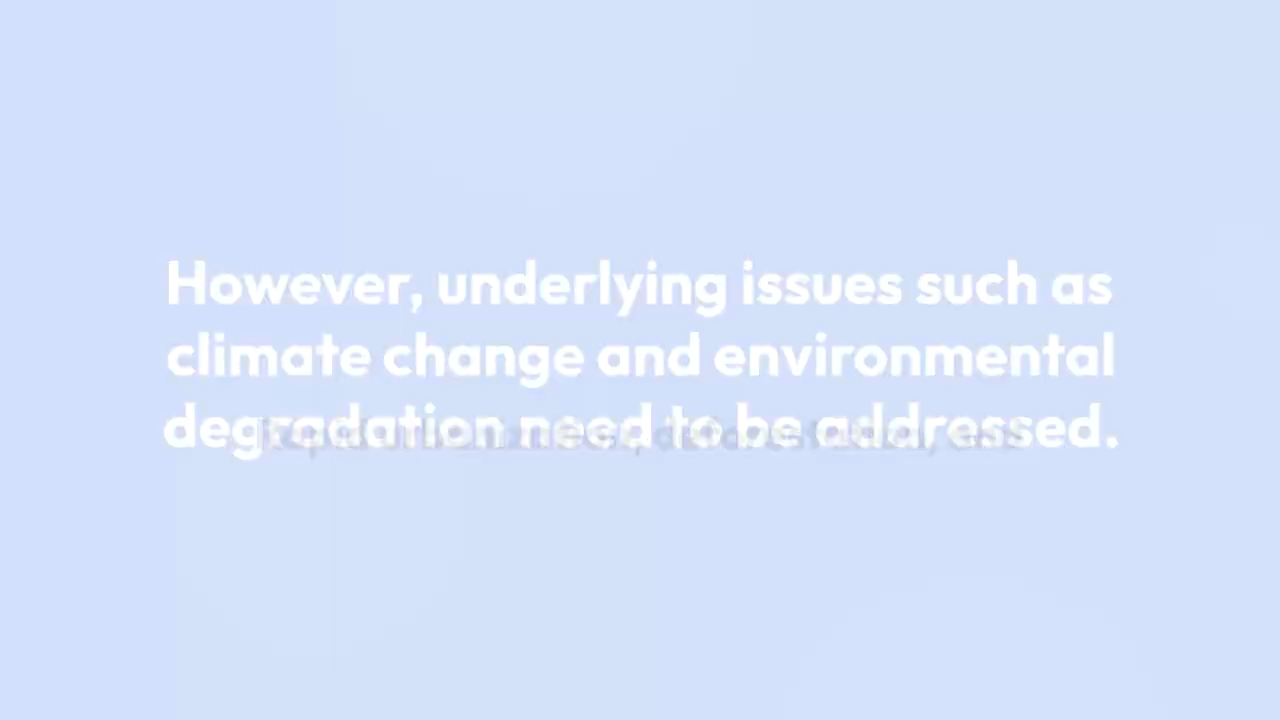 However, underlying issues such as
climate change and environmental
degradation need to be addressed.